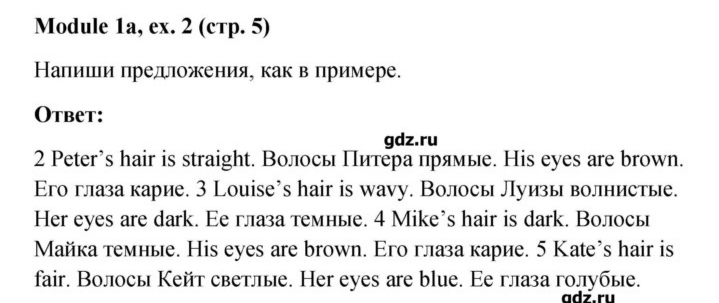 Module 1a, ex. 2 (стр. 5)
Напиши предложения, как в примере.
Ответ:
gdz.ru
2 Peter’s hair is straight. Волосы Питера прямые. His eyes are brown.
Его глаза карие. 3 Louise’s hair is wavy. Волосы Луизы волнистые.
Her eyes are dark. Ее глаза темные. 4 Mike’s hair is dark. Волосы
Майка темные. His eyes are brown. Его глаза карие. 5 Kate’s hair is
fair. Волосы Кейт светлые. Her eyes are blue. Ее глаза голубые.
gdz.ru